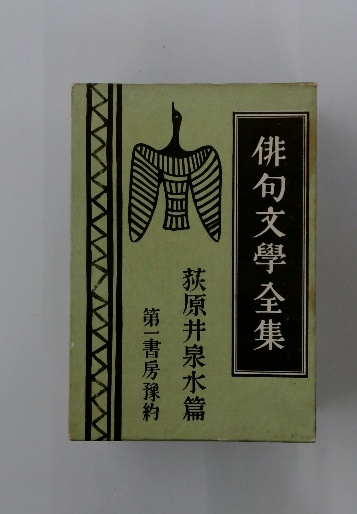 俳句文學全集
荻原井泉水篇
第一書房豫約